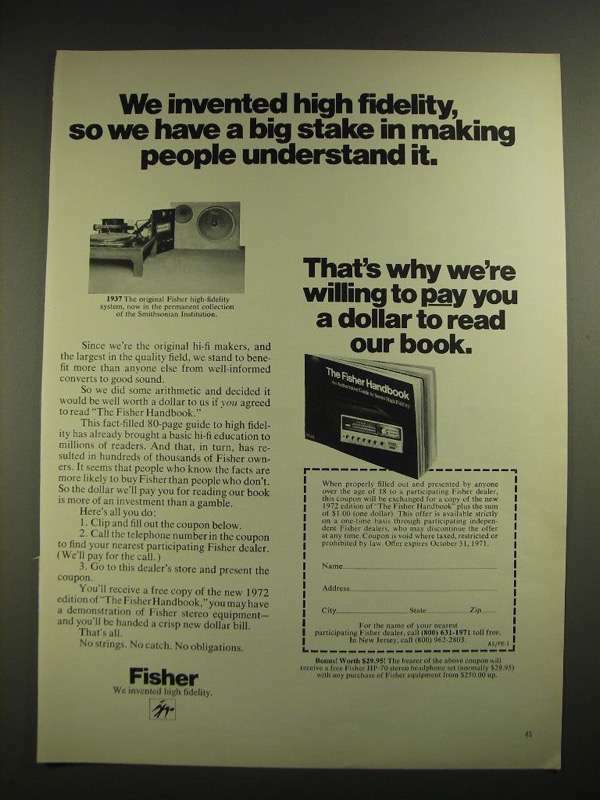 We invented high fidelity,
so we have a big stake in making
people understand it.
1937 The original Fisher high-fidelity
system, now in the permanent collection
of the Smithsonian Institution.
Since we're the original hi-fi makers, and
the largest in the quality field, we stand to bene-
fit more than anyone else from well-informed
converts to good sound.
So we did some arithmetic and decided it
would be well worth a dollar to us if you agreed
to read "The Fisher Handbook."
This fact-filled 80-page guide to high fidel-
ity has already brought a basic hi-fi education to
millions of readers. And that, in turn, has re-
sulted in hundreds of thousands of Fisher own-
ers. It seems that people who know the facts are
more likely to buy Fisher than people who don't.
So the dollar we'll pay you for reading our book
is more of an investment than a gamble.
Here's all you do:
1. Clip and fill out the coupon below.
2. Call the telephone number in the coupon
to find your nearest participating Fisher dealer.
(We'll pay for the call.)
3. Go to this dealer's store and present the
coupon.
You'll receive a free copy of the new 1972
edition of "The Fisher Handbook," you may have
a demonstration of Fisher stereo equipment—
and you'll be handed a crisp new dollar bill.
That's all.
No strings. No catch. No obligations.
Fisher
We invented high fidelity.
That's why we're
willing to pay you
a dollar to read
our book.
The Fisher Handbook
When properly filled out and presented by anyone
over the age of 18 to a participating Fisher dealer,
this coupon will be exchanged for a copy of the new
1972 edition of "The Fisher Handbook" plus the sum
of $1.00 (one dollar). This offer is available strictly
on a one-time basis through participating indepen-
dent Fisher dealers, who may discontinue the offer
at any time. Coupon is void where taxed, restricted or
prohibited by law. Offer expires October 31, 1971.
Name
Address
City State Zip
For the name of your nearest
participating Fisher dealer, call (800) 631-1971 toll free.
In New Jersey, call (800) 962-2803.
Bonus! Worth $29.95! The bearer of the above coupon will
receive a free Fisher HP-70 stereo headphone set (normally $29.95)
with any purchase of Fisher equipment from $250.00 up.
45